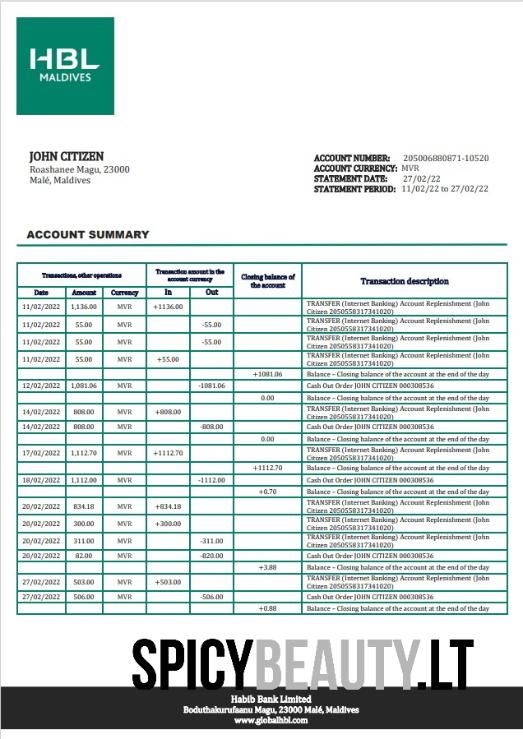 HBL
MALDIVES
JOHN CITIZEN
Roashanee Magu, 23000
Malé, Maldives
ACCOUNT NUMBER: 205006880871-10520
ACCOUNT CURRENCY: MVR
STATEMENT DATE: 27/02/22
STATEMENT PERIOD: 11/02/22 to 27/02/22
ACCOUNT SUMMARY
Transactions, other operations
Transaction amount in the
account currency
Closing balance of
the account
Transaction description
Date Amount Currency In Out
11/02/2022 1,136.00 MVR +1136.00 TRANSFER (Internet Banking) Account Replenishment (John
Citizen 2050558317341020)
11/02/2022 55.00 MVR -55.00 TRANSFER (Internet Banking) Account Replenishment (John
Citizen 2050558317341020)
11/02/2022 55.00 MVR -55.00 TRANSFER (Internet Banking) Account Replenishment (John
Citizen 2050558317341020)
11/02/2022 55.00 MVR +55.00 TRANSFER (Internet Banking) Account Replenishment (John
Citizen 2050558317341020)
+1081.06 Balance – Closing balance of the account at the end of the day
12/02/2022 1,081.06 MVR -1081.06 Cash Out Order JOHN CITIZEN 000308536
0.00 Balance – Closing balance of the account at the end of the day
14/02/2022 808.00 MVR +808.00 TRANSFER (Internet Banking) Account Replenishment (John
Citizen 2050558317341020)
14/02/2022 808.00 MVR -808.00 Cash Out Order JOHN CITIZEN 000308536
0.00 Balance – Closing balance of the account at the end of the day
17/02/2022 1,112.70 MVR +1112.70 TRANSFER (Internet Banking) Account Replenishment (John
Citizen 2050558317341020)
+1112.70 Balance – Closing balance of the account at the end of the day
18/02/2022 1,112.00 MVR -1112.00 Cash Out Order JOHN CITIZEN 000308536
+0.70 Balance – Closing balance of the account at the end of the day
20/02/2022 834.18 MVR +834.18 TRANSFER (Internet Banking) Account Replenishment (John
Citizen 2050558317341020)
20/02/2022 300.00 MVR +300.00 TRANSFER (Internet Banking) Account Replenishment (John
Citizen 2050558317341020)
20/02/2022 311.00 MVR -311.00 TRANSFER (Internet Banking) Account Replenishment (John
Citizen 2050558317341020)
20/02/2022 82.00 MVR -820.00 Cash Out Order JOHN CITIZEN 000308536
+3.88 Balance – Closing balance of the account at the end of the day
27/02/2022 503.00 MVR +503.00 TRANSFER (Internet Banking) Account Replenishment (John
Citizen 2050558317341020)
27/02/2022 506.00 MVR -506.00 Cash Out Order JOHN CITIZEN 000308536
+0.88 Balance – Closing balance of the account at the end of the day
SPICYBEAUTY.LT
Habib Bank Limited
Boduthakurufaanu Magu, 23000 Malé, Maldives
www.globalhbl.com